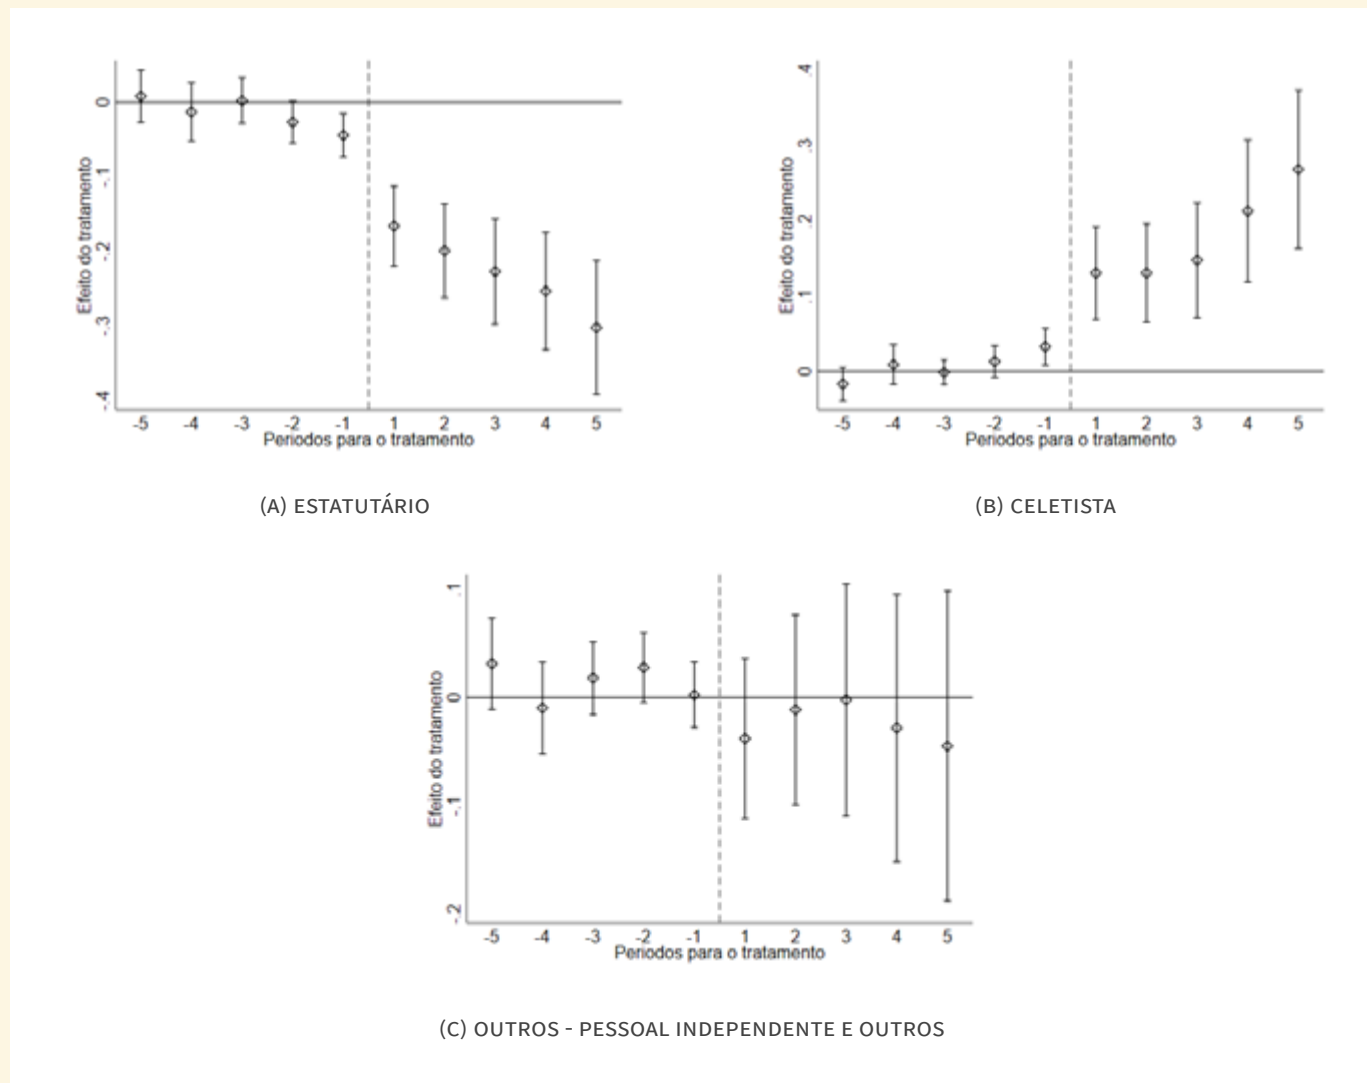 Efeito do tratamento
0
-.1
-.2
-.3
-.4
-5 -4 -3 -2 -1 1 2 3 4 5
Periodos para o tratamento
(A) ESTATUTÁRIO
Efeito do tratamento
.4
.3
.2
.1
0
-5 -4 -3 -2 -1 1 2 3 4 5
Periodos para o tratamento
(B) CELETISTA
Efeito do tratamento
.1
0
-.1
-.2
-5 -4 -3 -2 -1 1 2 3 4 5
Periodos para o tratamento
(C) OUTROS - PESSOAL INDEPENDENTE E OUTROS